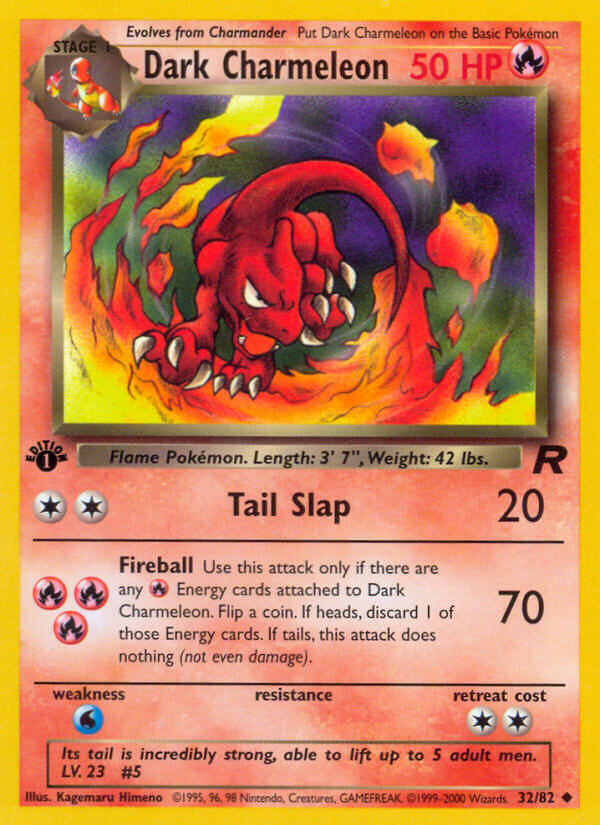 Evolves from Charmander Put Dark Charmeleon on the Basic Pokémon
STAGE 1
Dark Charmeleon 50 HP
EDITION
1
Flame Pokémon. Length: 3' 7", Weight: 42 lbs.
R
Tail Slap 20
Fireball Use this attack only if there are
any Energy cards attached to Dark
Charmeleon. Flip a coin. If heads, discard 1 of
those Energy cards. If tails, this attack does
nothing (not even damage).
70
weakness resistance retreat cost
Its tail is incredibly strong, able to lift up to 5 adult men.
LV. 23 #5
Illus. Kagemaru Himeno ©1995, 96, 98 Nintendo, Creatures, GAMEFREAK. ©1999-2000 Wizards. 32/82